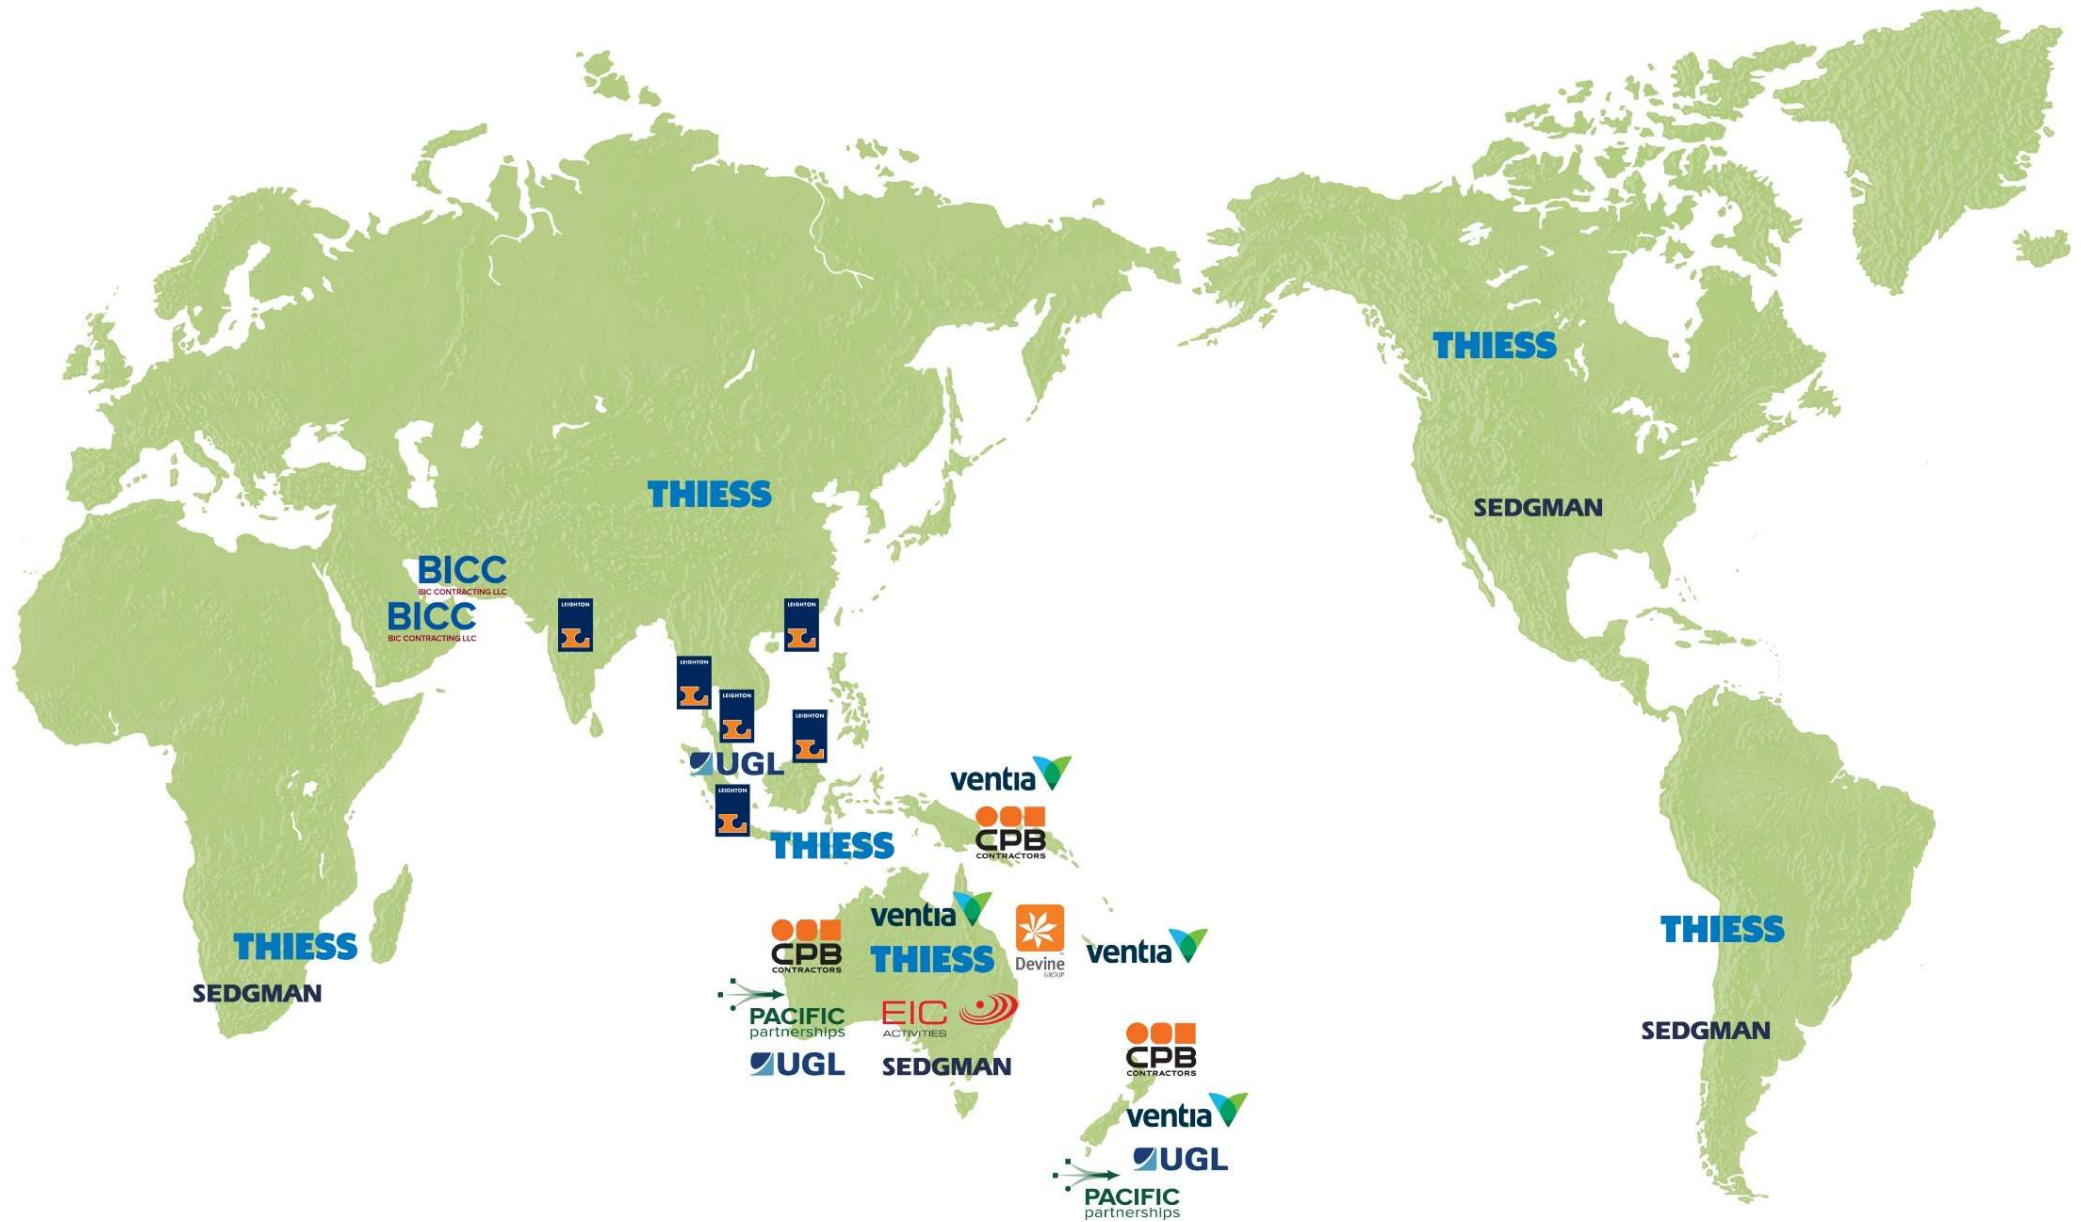 THIESS
THIESS
SEDGMAN
BICC
BIC CONTRACTING LLC
BICC
BIC CONTRACTING LLC
LEIGHTON
L
LEIGHTON
L
LEIGHTON
L
LEIGHTON
L
LEIGHTON
L
UGL
LEIGHTON
L
ventia
CPB
CONTRACTORS
THIESS
ventia
CPB
CONTRACTORS
THIESS
Devine
GROUP
ventia
THIESS
THIESS
SEDGMAN
PACIFIC
partnerships
EIC
ACTIVITIES
UGL
SEDGMAN
CPB
CONTRACTORS
SEDGMAN
ventia
UGL
PACIFIC
partnerships